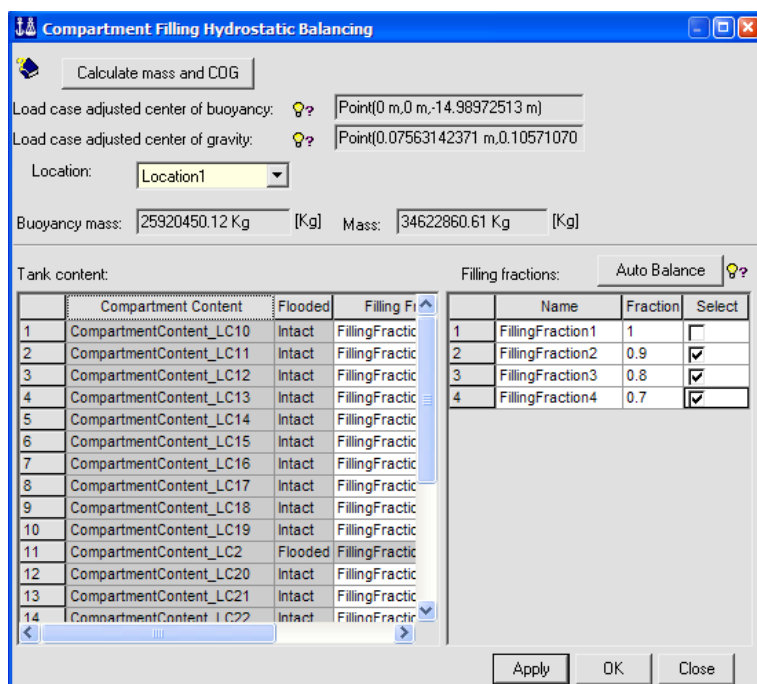 Compartment Filling Hydrostatic Balancing
Calculate mass and COG
Load case adjusted center of buoyancy: Point(0 m,0 m,-14.98972513 m)
Load case adjusted center of gravity: Point(0.07563142371 m,0.10571070
Location: Location1
Buoyancy mass: 25920450.12 Kg [Kg] Mass: 34622860.61 Kg [Kg]
Tank content: Filling fractions: Auto Balance
Compartment Content Flooded Filling Fr
1 CompartmentContent_LC10 Intact FillingFractic
2 CompartmentContent_LC11 Intact FillingFractic
3 CompartmentContent_LC12 Intact FillingFractic
4 CompartmentContent_LC13 Intact FillingFractic
5 CompartmentContent_LC14 Intact FillingFractic
6 CompartmentContent_LC15 Intact FillingFractic
7 CompartmentContent_LC16 Intact FillingFractic
8 CompartmentContent_LC17 Intact FillingFractic
9 CompartmentContent_LC18 Intact FillingFractic
10 CompartmentContent_LC19 Intact FillingFractic
11 CompartmentContent_LC2 Flooded FillingFractic
12 CompartmentContent_LC20 Intact FillingFractic
13 CompartmentContent_LC21 Intact FillingFractic
14 CompartmentContent_LC22 Intact FillingFractic
Name Fraction Select
1 FillingFraction1 1
2 FillingFraction2 0.9
3 FillingFraction3 0.8
4 FillingFraction4 0.7
Apply OK Close